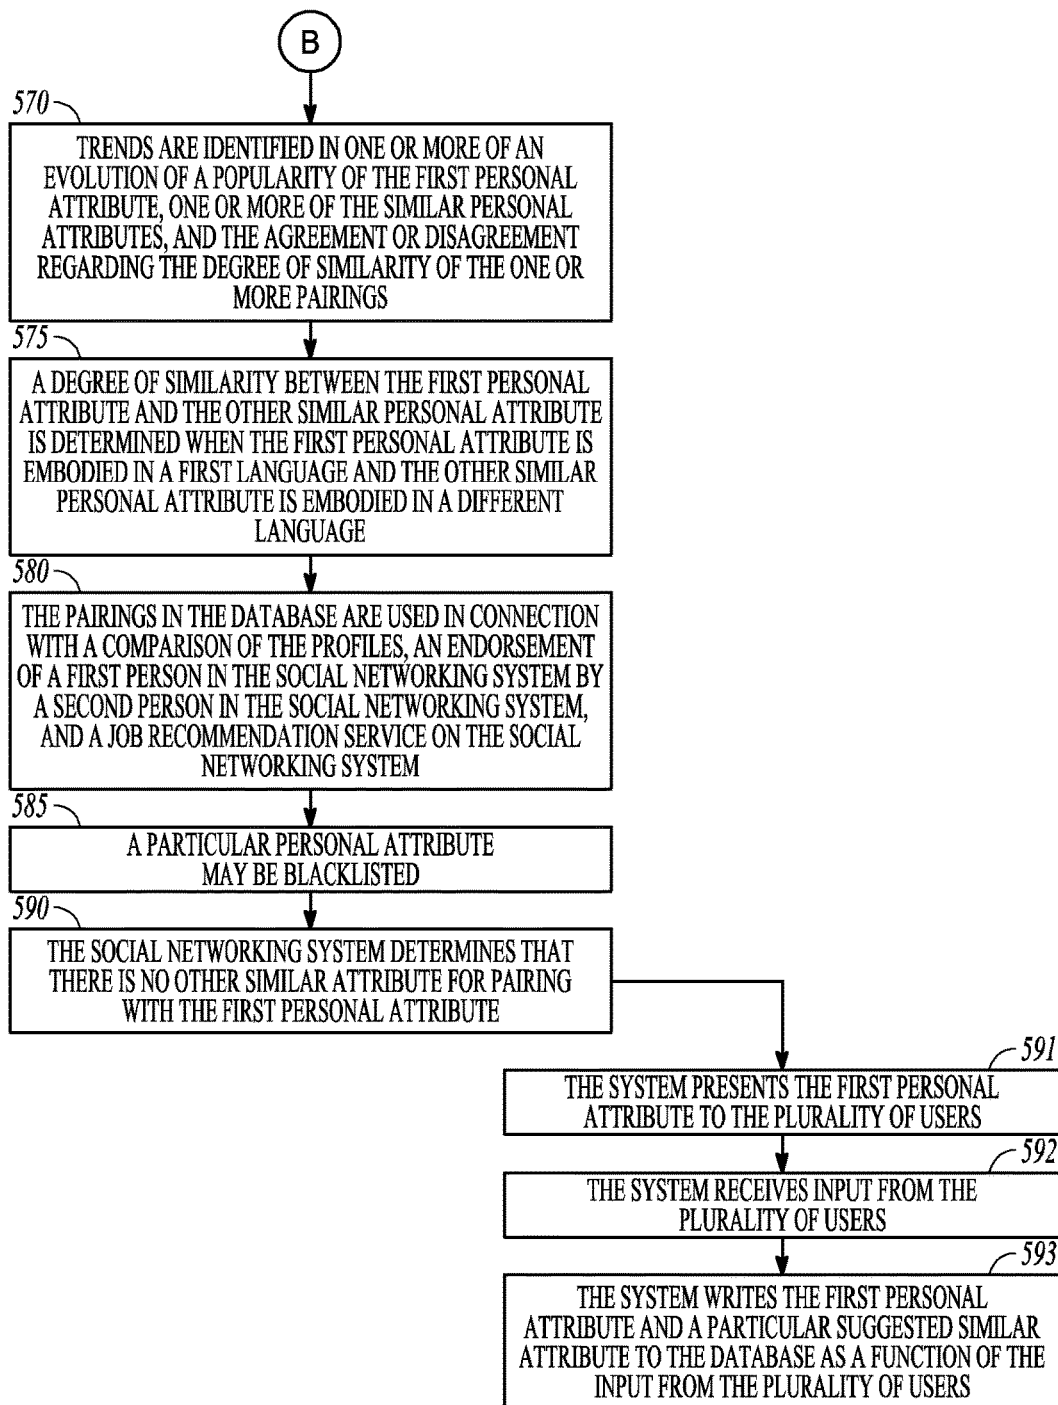 B
570
TRENDS ARE IDENTIFIED IN ONE OR MORE OF AN
EVOLUTION OF A POPULARITY OF THE FIRST PERSONAL
ATTRIBUTE, ONE OR MORE OF THE SIMILAR PERSONAL
ATTRIBUTES, AND THE AGREEMENT OR DISAGREEMENT
REGARDING THE DEGREE OF SIMILARITY OF THE ONE OR
MORE PAIRINGS
575
A DEGREE OF SIMILARITY BETWEEN THE FIRST PERSONAL
ATTRIBUTE AND THE OTHER SIMILAR PERSONAL ATTRIBUTE
IS DETERMINED WHEN THE FIRST PERSONAL ATTRIBUTE IS
EMBODIED IN A FIRST LANGUAGE AND THE OTHER SIMILAR
PERSONAL ATTRIBUTE IS EMBODIED IN A DIFFERENT
LANGUAGE
580
THE PAIRINGS IN THE DATABASE ARE USED IN CONNECTION
WITH A COMPARISON OF THE PROFILES, AN ENDORSEMENT
OF A FIRST PERSON IN THE SOCIAL NETWORKING SYSTEM BY
A SECOND PERSON IN THE SOCIAL NETWORKING SYSTEM,
AND A JOB RECOMMENDATION SERVICE ON THE SOCIAL
NETWORKING SYSTEM
585
A PARTICULAR PERSONAL ATTRIBUTE
MAY BE BLACKLISTED
590
THE SOCIAL NETWORKING SYSTEM DETERMINES THAT
THERE IS NO OTHER SIMILAR ATTRIBUTE FOR PAIRING
WITH THE FIRST PERSONAL ATTRIBUTE
591
THE SYSTEM PRESENTS THE FIRST PERSONAL
ATTRIBUTE TO THE PLURALITY OF USERS
592
THE SYSTEM RECEIVES INPUT FROM THE
PLURALITY OF USERS
593
THE SYSTEM WRITES THE FIRST PERSONAL
ATTRIBUTE AND A PARTICULAR SUGGESTED SIMILAR
ATTRIBUTE TO THE DATABASE AS A FUNCTION OF THE
INPUT FROM THE PLURALITY OF USERS